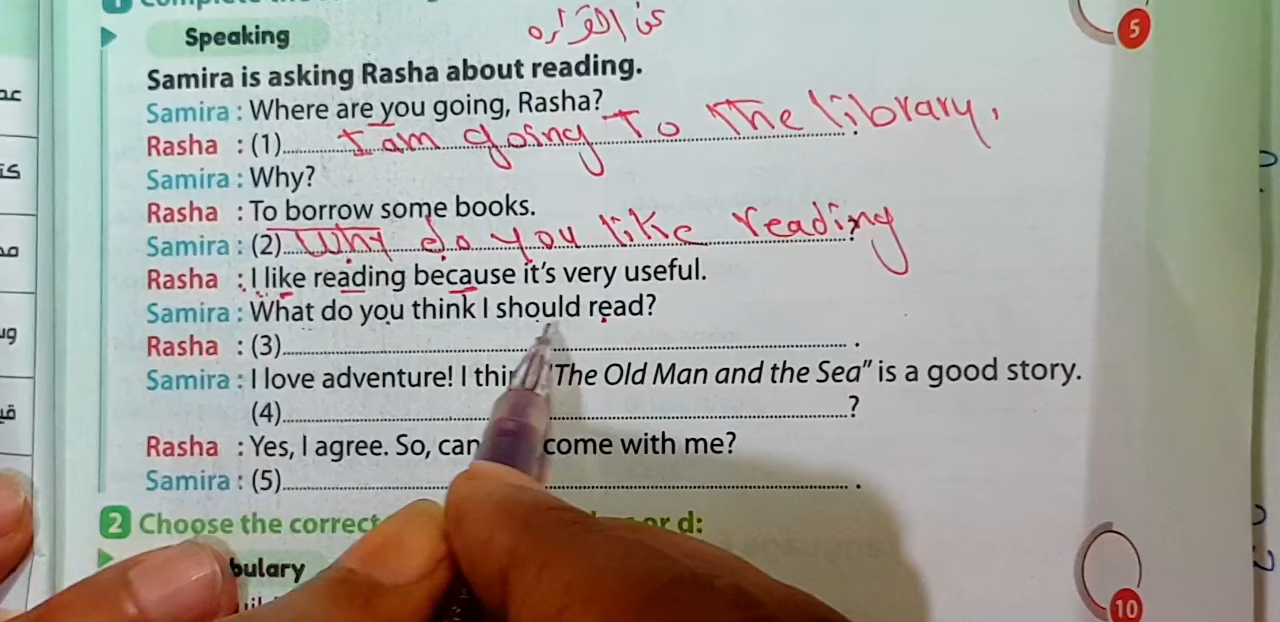 Speaking
عن القراءه
5
Samira is asking Rasha about reading.
Samira : Where are you going, Rasha?
Rasha : (1) I am going To The library.
Samira : Why?
Rasha : To borrow some books.
Samira : (2) Why do you like reading ?
Rasha : I like reading because it's very useful.
Samira : What do you think I should read?
Rasha : (3) .
Samira : I love adventure! I "The Old Man and the Sea" is a good story.
(4) ?
Rasha : Yes, I agree. So, can come with me?
Samira : (5) .
2 Choose the correct or d:
10